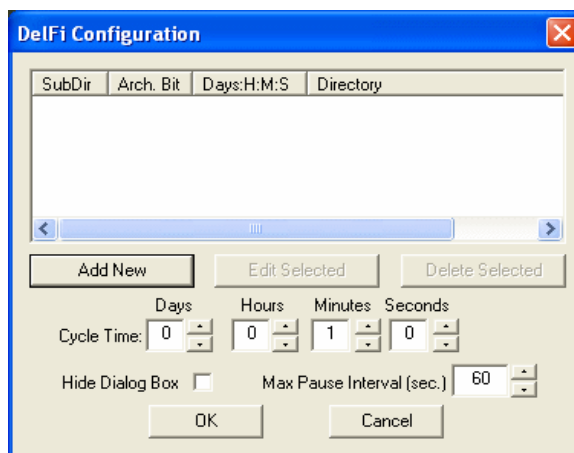 DelFi Configuration
SubDir Arch. Bit Days:H:M:S Directory
Add New Edit Selected Delete Selected
Days Hours Minutes Seconds
Cycle Time: 0 0 1 0
Hide Dialog Box Max Pause Interval (sec.) 60
OK Cancel